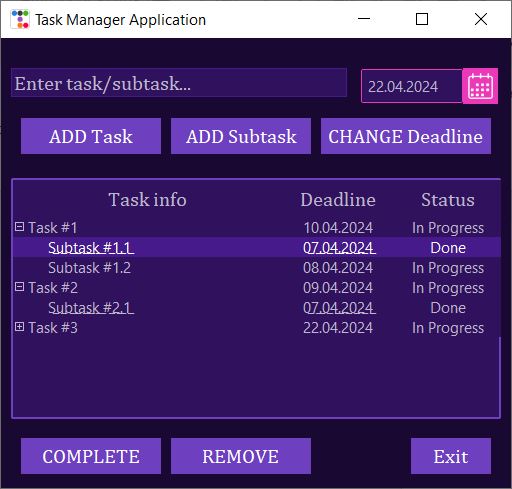 Task Manager Application
Enter task/subtask... 22.04.2024
ADD Task ADD Subtask CHANGE Deadline
Task info Deadline Status
Task #1 10.04.2024 In Progress
Subtask #1.1 07.04.2024 Done
Subtask #1.2 08.04.2024 In Progress
Task #2 09.04.2024 In Progress
Subtask #2.1 07.04.2024 Done
Task #3 22.04.2024 In Progress
COMPLETE REMOVE Exit